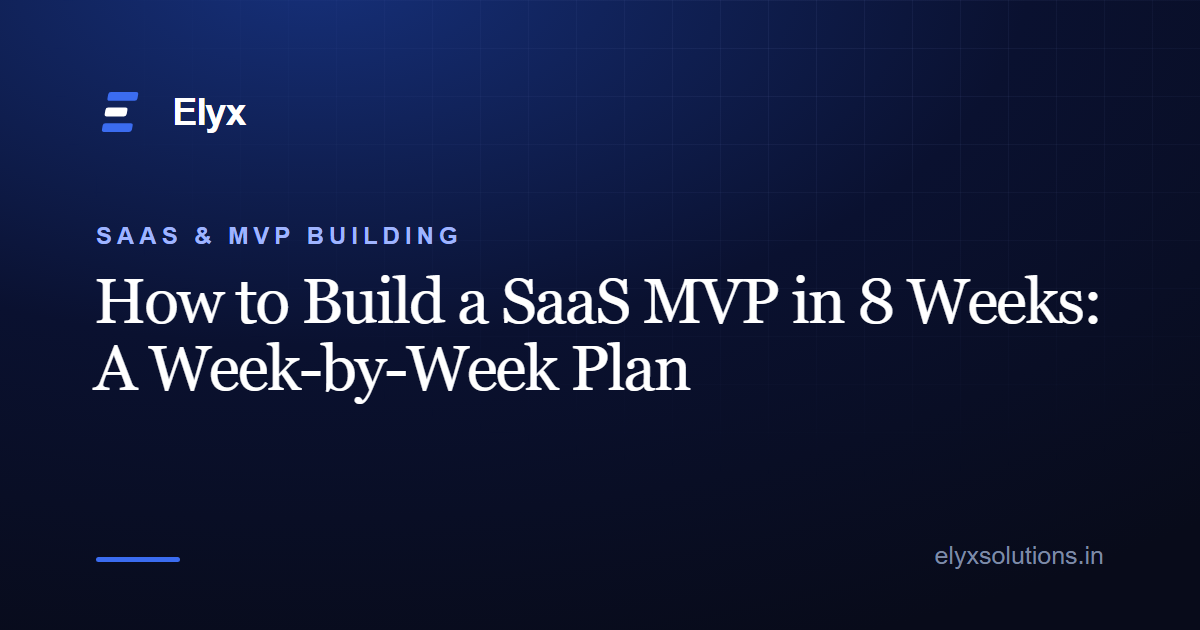 Elyx
SAAS & MVP BUILDING
How to Build a SaaS MVP in 8 Weeks:
A Week-by-Week Plan
elyxsolutions.in